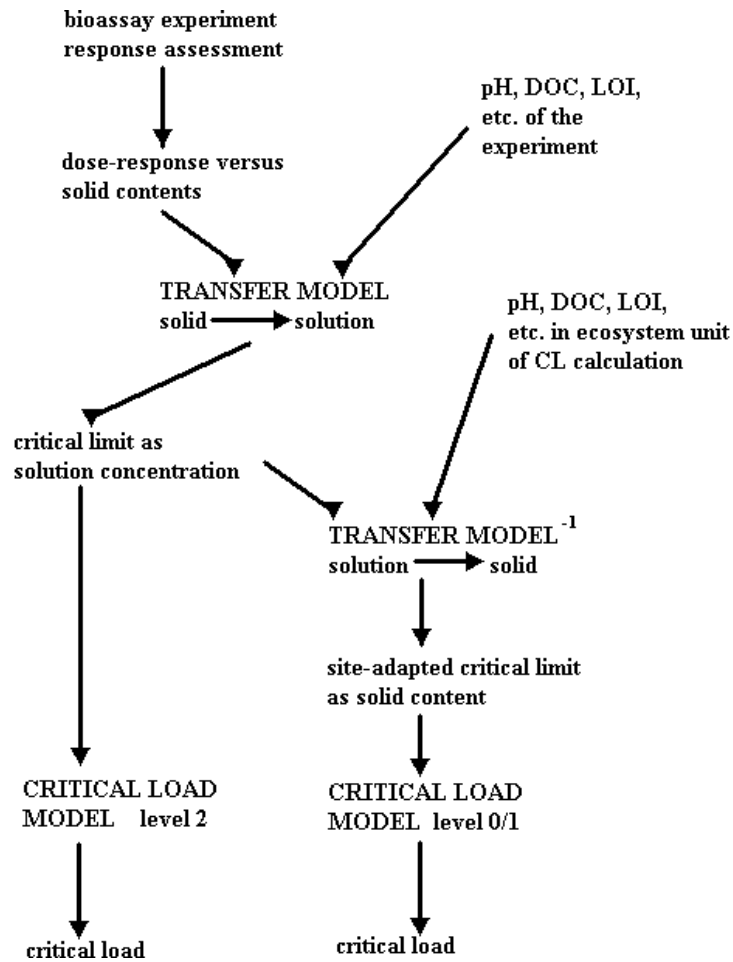 bioassay experiment
response assessment
pH, DOC, LOI,
etc. of the
experiment
dose-response versus
solid contents
TRANSFER MODEL
solid solution
pH, DOC, LOI,
etc. in ecosystem unit
of CL calculation
critical limit as
solution concentration
TRANSFER MODEL -1
solution solid
site-adapted critical limit
as solid content
CRITICAL LOAD
MODEL level 2
CRITICAL LOAD
MODEL level 0/1
critical load
critical load